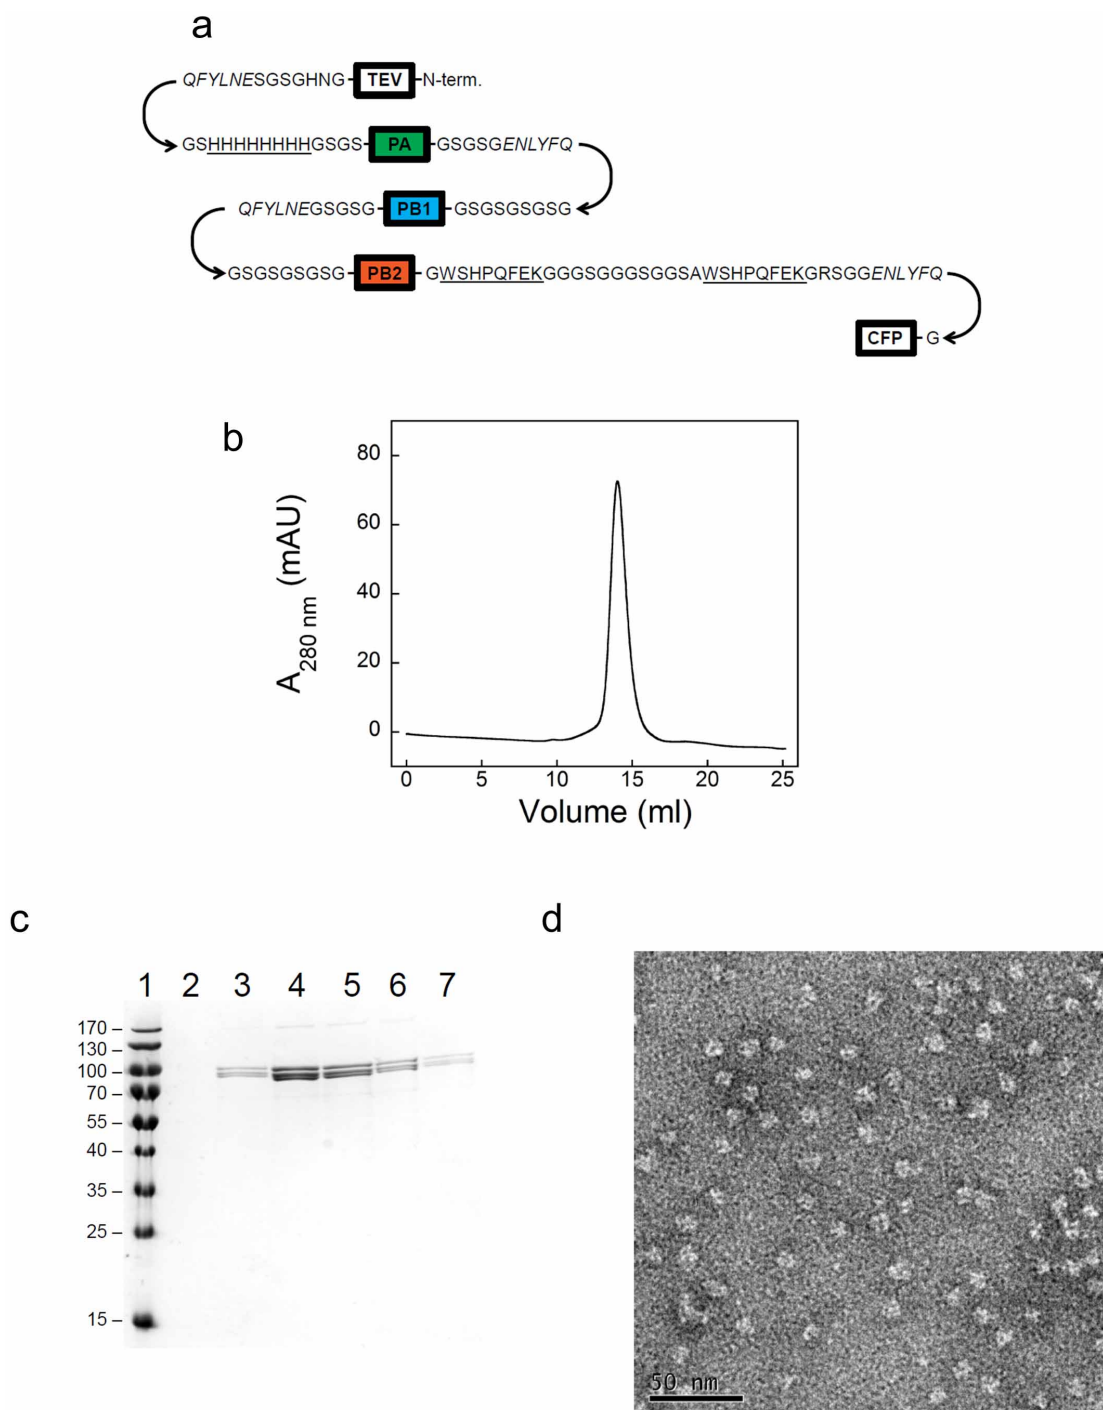 a
QFYLNESGSGHNG TEV N-term.
GSHHHHHHHHGSGS PA GSGSGENLYFQ
QFYLNEGSGSG PB1 GSGSGSGSG
GSGSGSGSG PB2 GWSHPQFEKGGGSGGGSGGSAWSHPQFEKGRSGGENLYFQ
CFP G
b
80
60
40
20
0
A280 nm (mAU)
0 5 10 15 20 25
Volume (ml)
c
1 2 3 4 5 6 7
170
130
100
70
55
40
35
25
15
d
50 nm